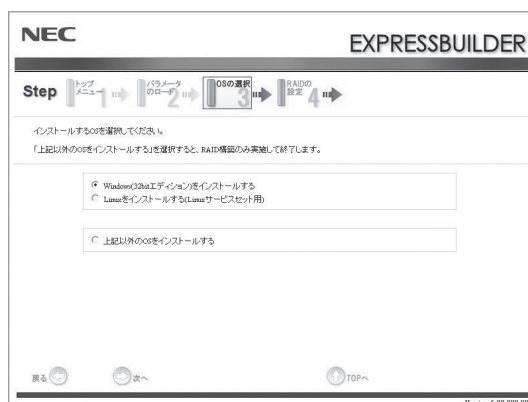 NEC
EXPRESSBUILDER
Step
トップ
メニュー 1
パラメータ
のロード 2
OSの選択
3
RAIDの
設定 4
インストールするOSを選択してください。
「上記以外のOSをインストールする」を選択すると、RAID構築のみ実施して終了します。
Windows(32bitエディション)をインストールする
Linuxをインストールする(Linuxサービスセット用)
上記以外のOSをインストールする
戻る
次へ
TOPへ